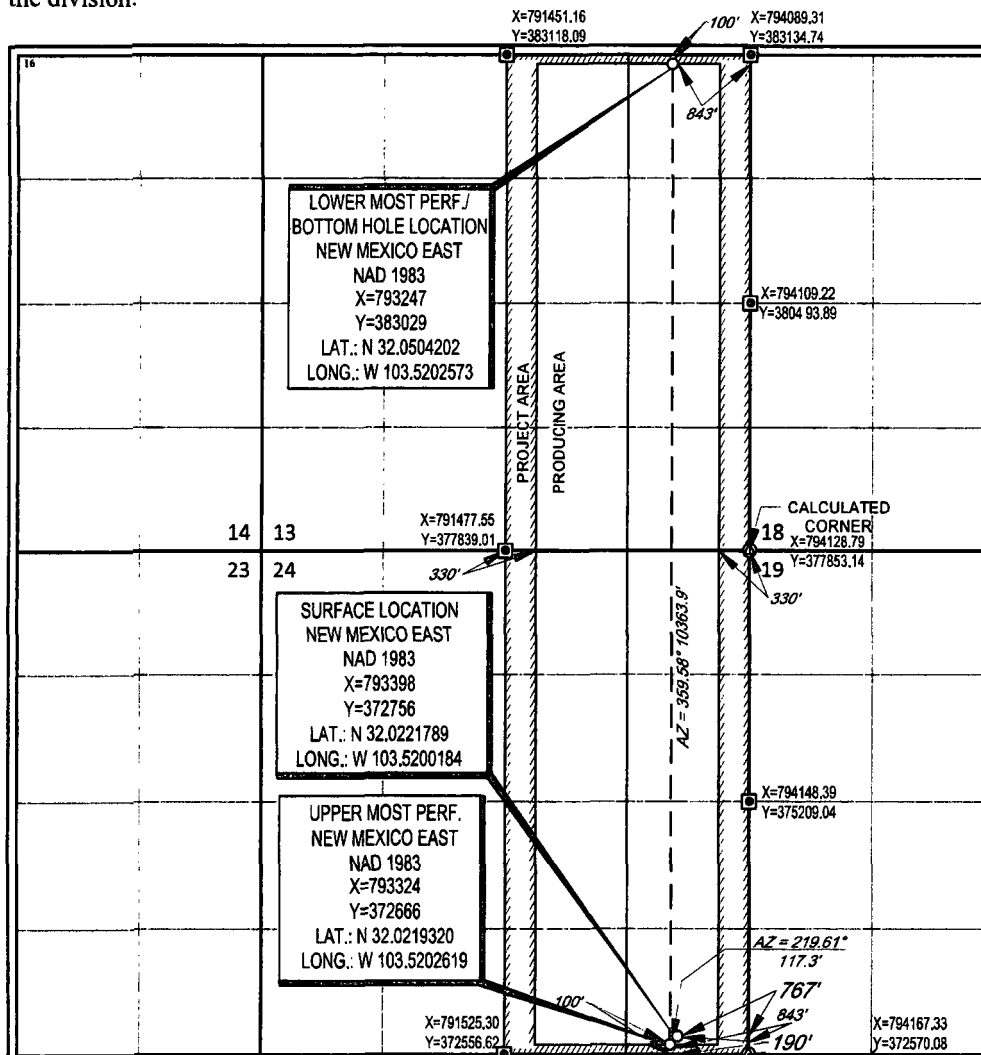 the division.
X=791451.16
Y=383118.09
100'
X=794089.31
Y=383134.74
16
843'
LOWER MOST PERF./
BOTTOM HOLE LOCATION
NEW MEXICO EAST
NAD 1983
X=793247
Y=383029
LAT.: N 32.0504202
LONG.: W 103.5202573
X=794109.22
Y=3804 93.89
PROJECT AREA
PRODUCING AREA
14 13
X=791477.55
Y=377839.01
CALCULATED
CORNER
18
X=794128.79
Y=377853.14
23 24
330'
19
330'
AZ = 359.58° 10363.9'
SURFACE LOCATION
NEW MEXICO EAST
NAD 1983
X=793398
Y=372756
LAT.: N 32.0221789
LONG.: W 103.5200184
X=794148.39
Y=375209.04
UPPER MOST PERF.
NEW MEXICO EAST
NAD 1983
X=793324
Y=372666
LAT.: N 32.0219320
LONG.: W 103.5202619
AZ = 219.61°
117.3'
100'
767'
843'
190'
X=791525.30
Y=372556.62
X=794167.33
Y=372570.08